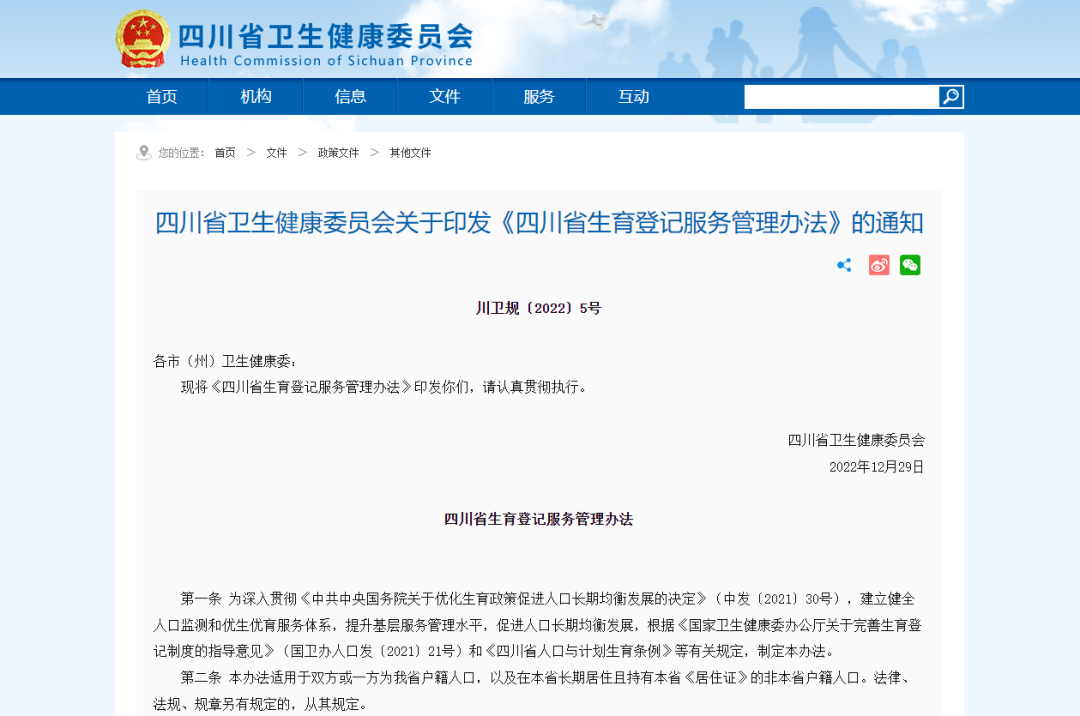 四川省卫生健康委员会
Health Commission of Sichuan Province
首页 机构 信息 文件 服务 互动
您的位置： 首页 > 文件 > 政策文件 > 其他文件
四川省卫生健康委员会关于印发《四川省生育登记服务管理办法》的通知
川卫规〔2022〕5号
各市（州）卫生健康委：
现将《四川省生育登记服务管理办法》印发你们，请认真贯彻执行。
四川省卫生健康委员会
2022年12月29日
四川省生育登记服务管理办法
第一条 为深入贯彻《中共中央国务院关于优化生育政策促进人口长期均衡发展的决定》（中发〔2021〕30号），建立健全
人口监测和优生优育服务体系，提升基层服务管理水平，促进人口长期均衡发展，根据《国家卫生健康委办公厅关于完善生育登
记制度的指导意见》（国卫办人口发〔2021〕21号）和《四川省人口与计划生育条例》等有关规定，制定本办法。
第二条 本办法适用于双方或一方为我省户籍人口，以及在本省长期居住且持有本省《居住证》的非本省户籍人口。法律、
法规、规章另有规定的，从其规定。